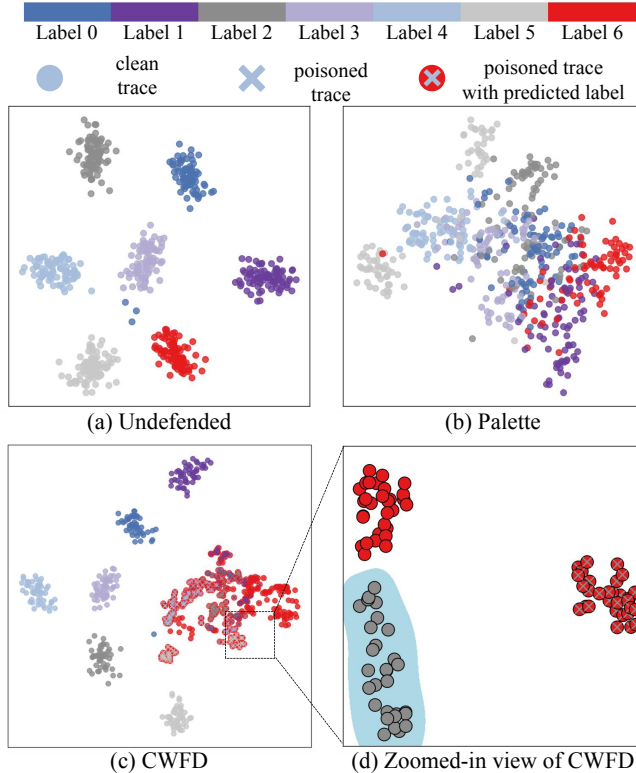 Label 0 Label 1 Label 2 Label 3 Label 4 Label 5 Label 6
clean trace
poisoned trace
poisoned trace with predicted label
(a) Undefended
(b) Palette
(c) CWFD
(d) Zoomed-in view of CWFD